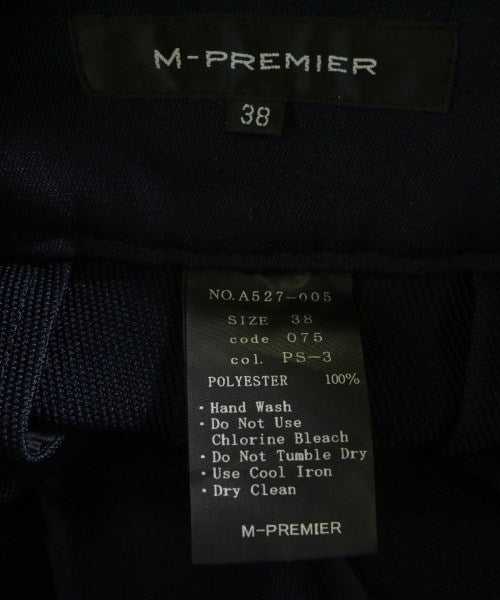 M-PREMIER
38
NO.A527-005
SIZE 38
code 075
col. PS-3
POLYESTER 100%
・Hand Wash
・Do Not Use
Chlorine Bleach
・Do Not Tumble Dry
・Use Cool Iron
・Dry Clean
M-PREMIER